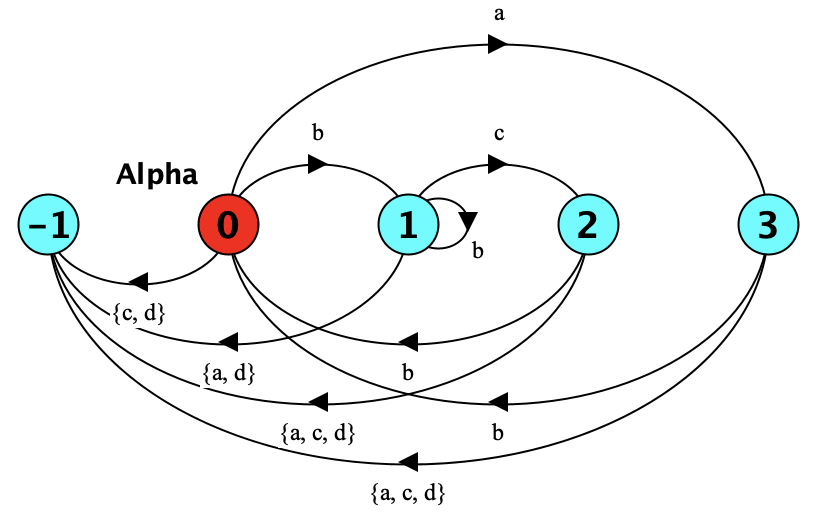 a
b
c
Alpha
-1
0
1
2
3
b
{c, d}
{a, d}
b
{a, c, d}
b
{a, c, d}